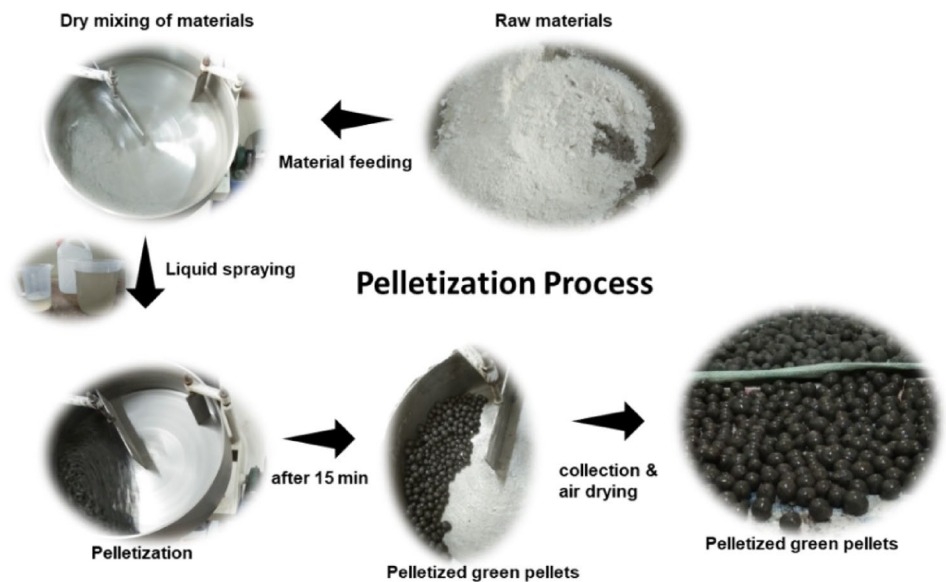 Dry mixing of materials
Raw materials
Material feeding
Liquid spraying
Pelletization Process
after 15 min
collection &
air drying
Pelletization
Pelletized green pellets
Pelletized green pellets